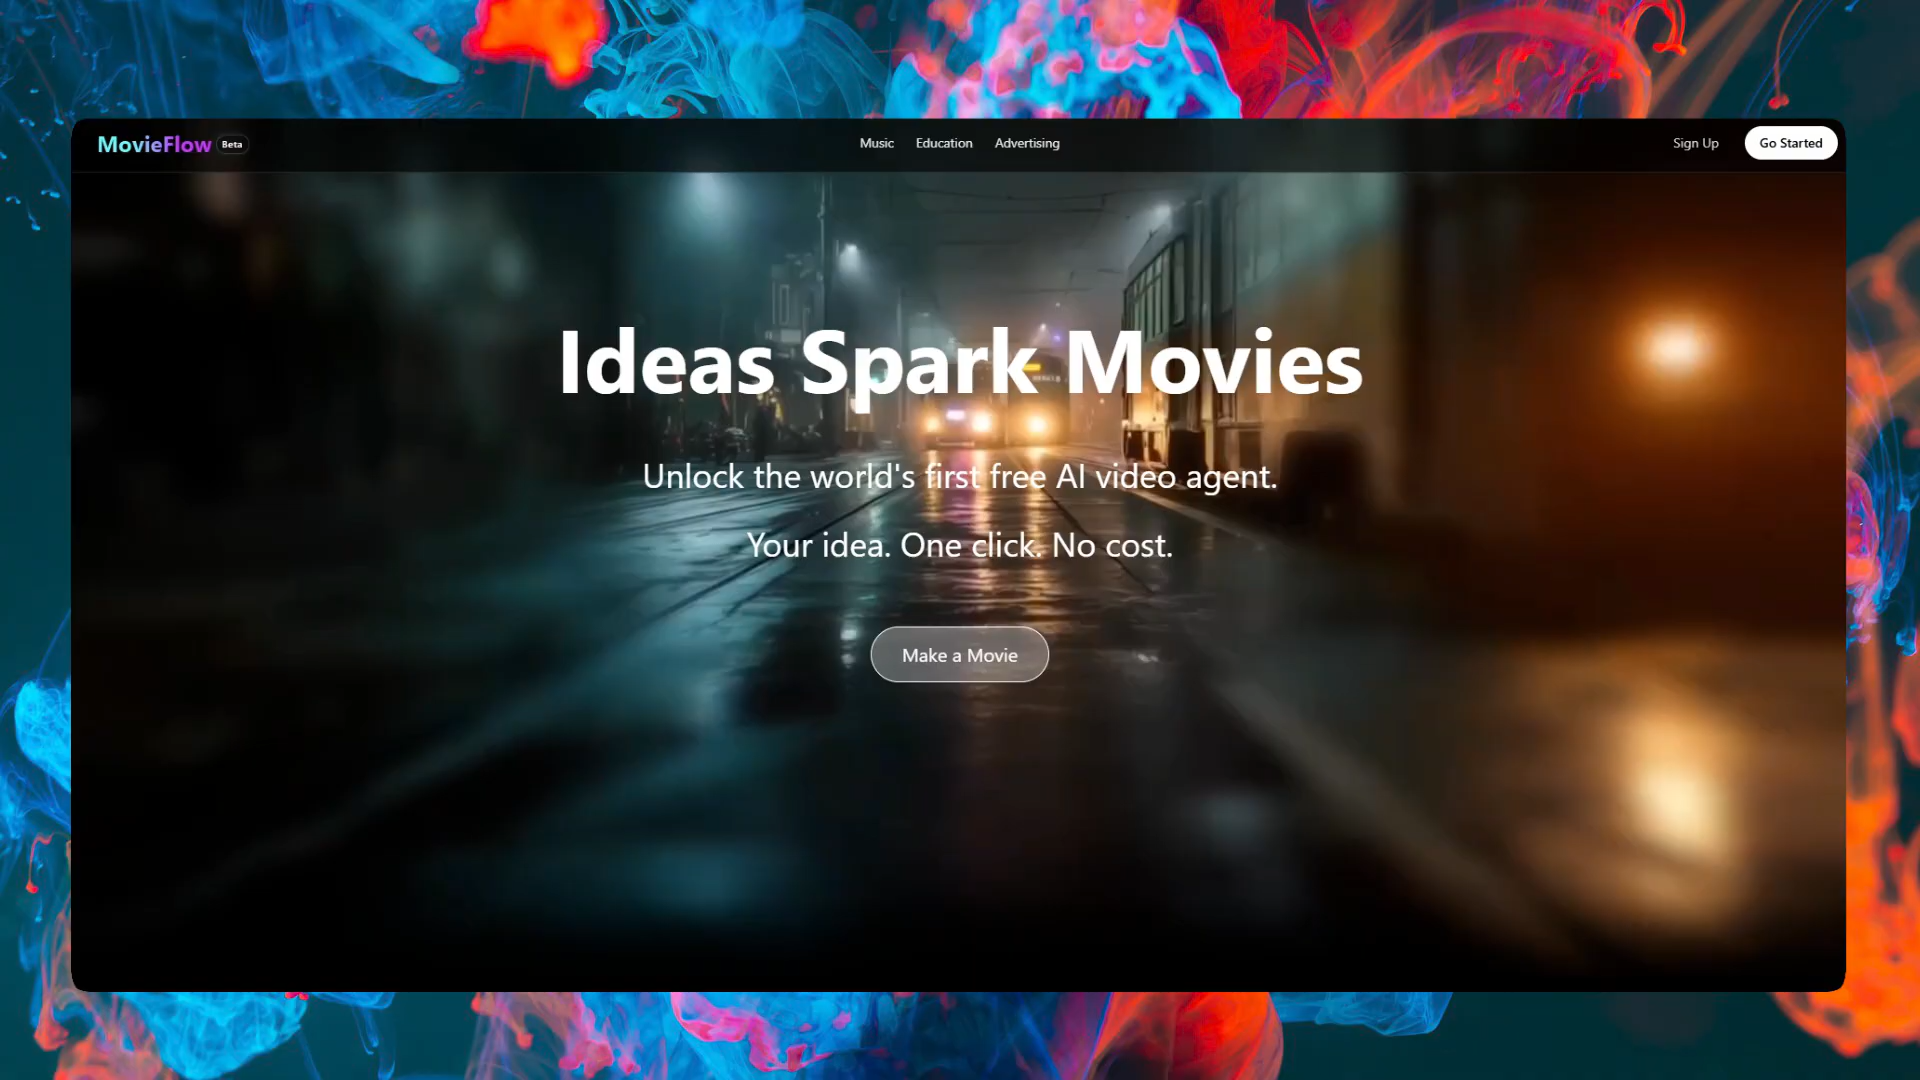 MovieFlow Beta
Music Education Advertising
Sign Up Go Started
Ideas Spark Movies
Unlock the world's first free AI video agent.
Your idea. One click. No cost.
Make a Movie